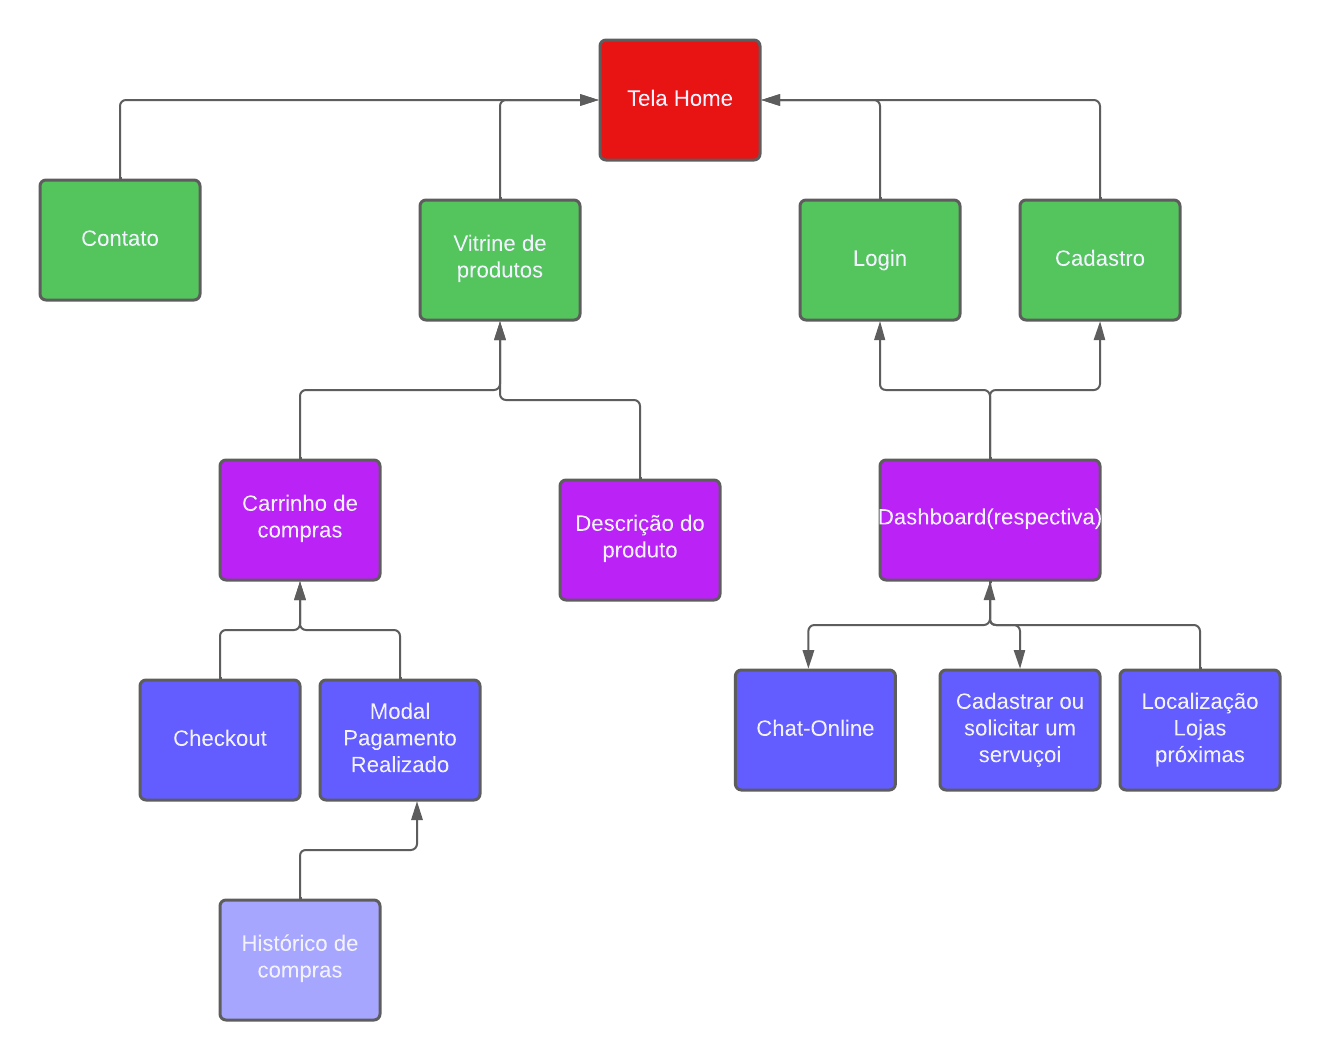 Tela Home
Contato
Vitrine de
produtos
Login
Cadastro
Carrinho de
compras
Descrição do
produto
Dashboard(respectiva)
Checkout
Modal
Pagamento
Realizado
Chat-Online
Cadastrar ou
solicitar um
servuçoi
Localização
Lojas
próximas
Histórico de
compras